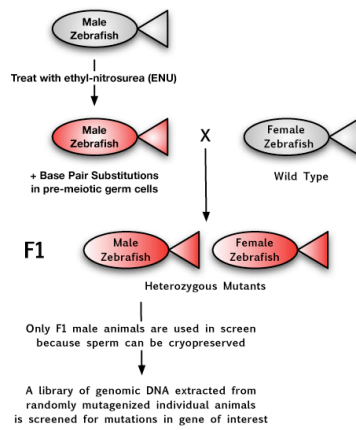 Male
Zebrafish
Treat with ethyl-nitrosurea (ENU)
Male
Zebrafish
X
Female
Zebrafish
+ Base Pair Substitutions
in pre-meiotic germ cells
Wild Type
F1
Male
Zebrafish
Female
Zebrafish
Heterozygous Mutants
Only F1 male animals are used in screen
because sperm can be cryopreserved
A library of genomic DNA extracted from
randomly mutagenized individual animals
is screened for mutations in gene of interest